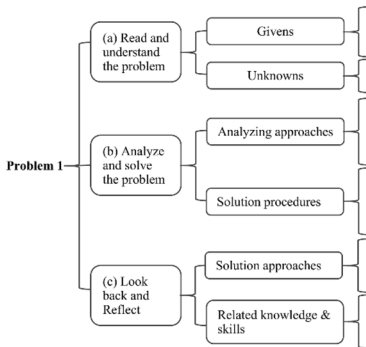 Problem 1
(a) Read and
understand
the problem
Givens
Unknowns
(b) Analyze
and solve
the problem
Analyzing approaches
Solution procedures
(c) Look
back and
Reflect
Solution approaches
Related knowledge &
skills